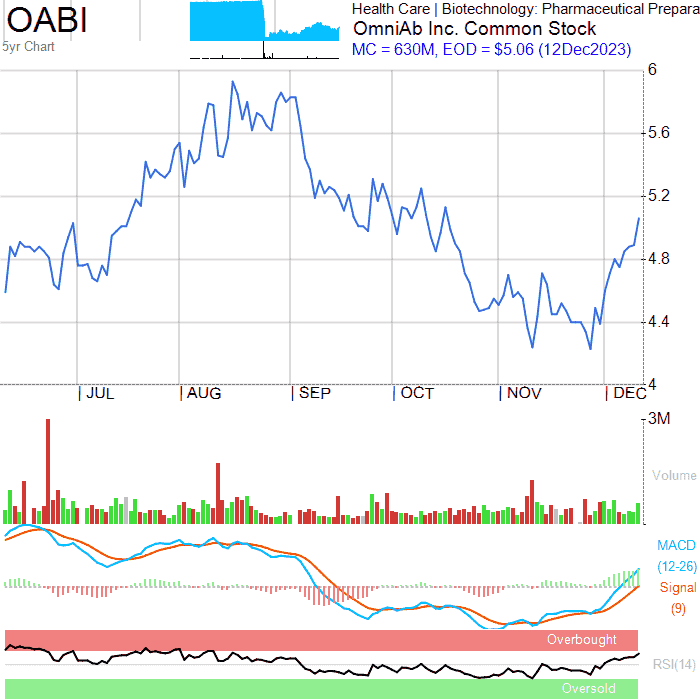 OABI
5yr Chart
Health Care | Biotechnology: Pharmaceutical Prepara
OmniAb Inc. Common Stock
MC = 630M, EOD = $5.06 (12Dec2023)
6
5.6
5.2
4.8
4.4
4
| JUL | AUG | SEP | OCT | NOV | DEC
3M
Volume
MACD
(12-26)
Signal
(9)
Overbought
RSI(14)
Oversold